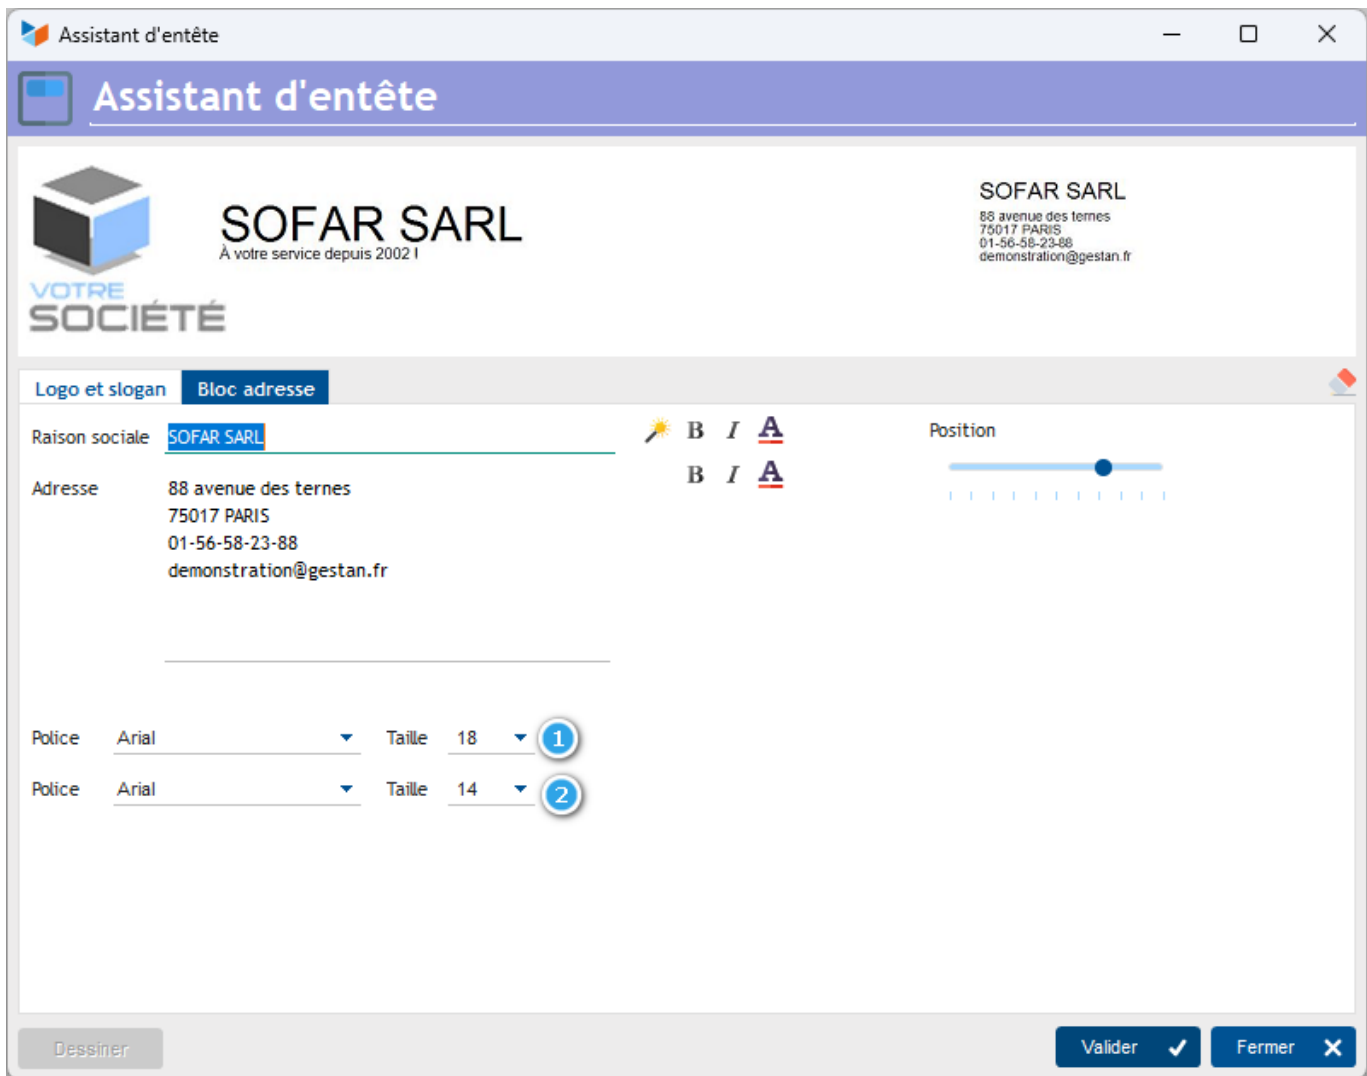 Assistant d'entête
Assistant d'entête
SOFAR SARL
À votre service depuis 2002 !
VOTRE
SOCIÉTÉ
SOFAR SARL
88 avenue des ternes
75017 PARIS
01-56-58-23-88
demonstration@gestan.fr
Logo et slogan Bloc adresse
Raison sociale SOFAR SARL B I A Position
B I A
Adresse 88 avenue des ternes
75017 PARIS
01-56-58-23-88
demonstration@gestan.fr
Police Arial Taille 18 1
Police Arial Taille 14 2
Dessiner Valider Fermer